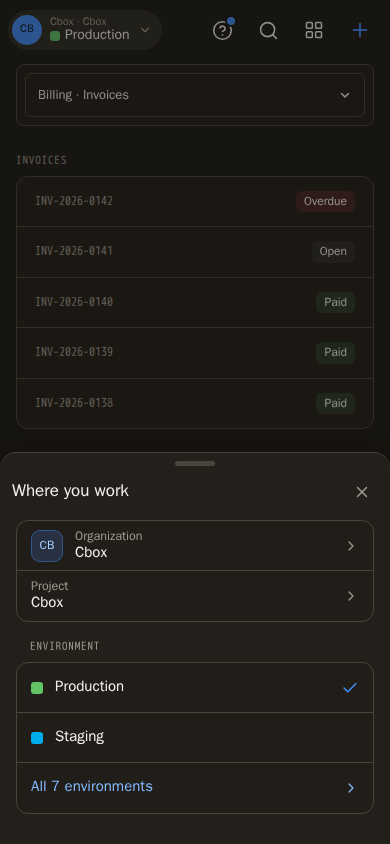 CB
Cbox · Cbox
Production
Billing · Invoices
INVOICES
INV-2026-0142 Overdue
INV-2026-0141 Open
INV-2026-0140 Paid
INV-2026-0139 Paid
INV-2026-0138 Paid
Where you work
CB
Organization
Cbox
Project
Cbox
ENVIRONMENT
Production
Staging
All 7 environments